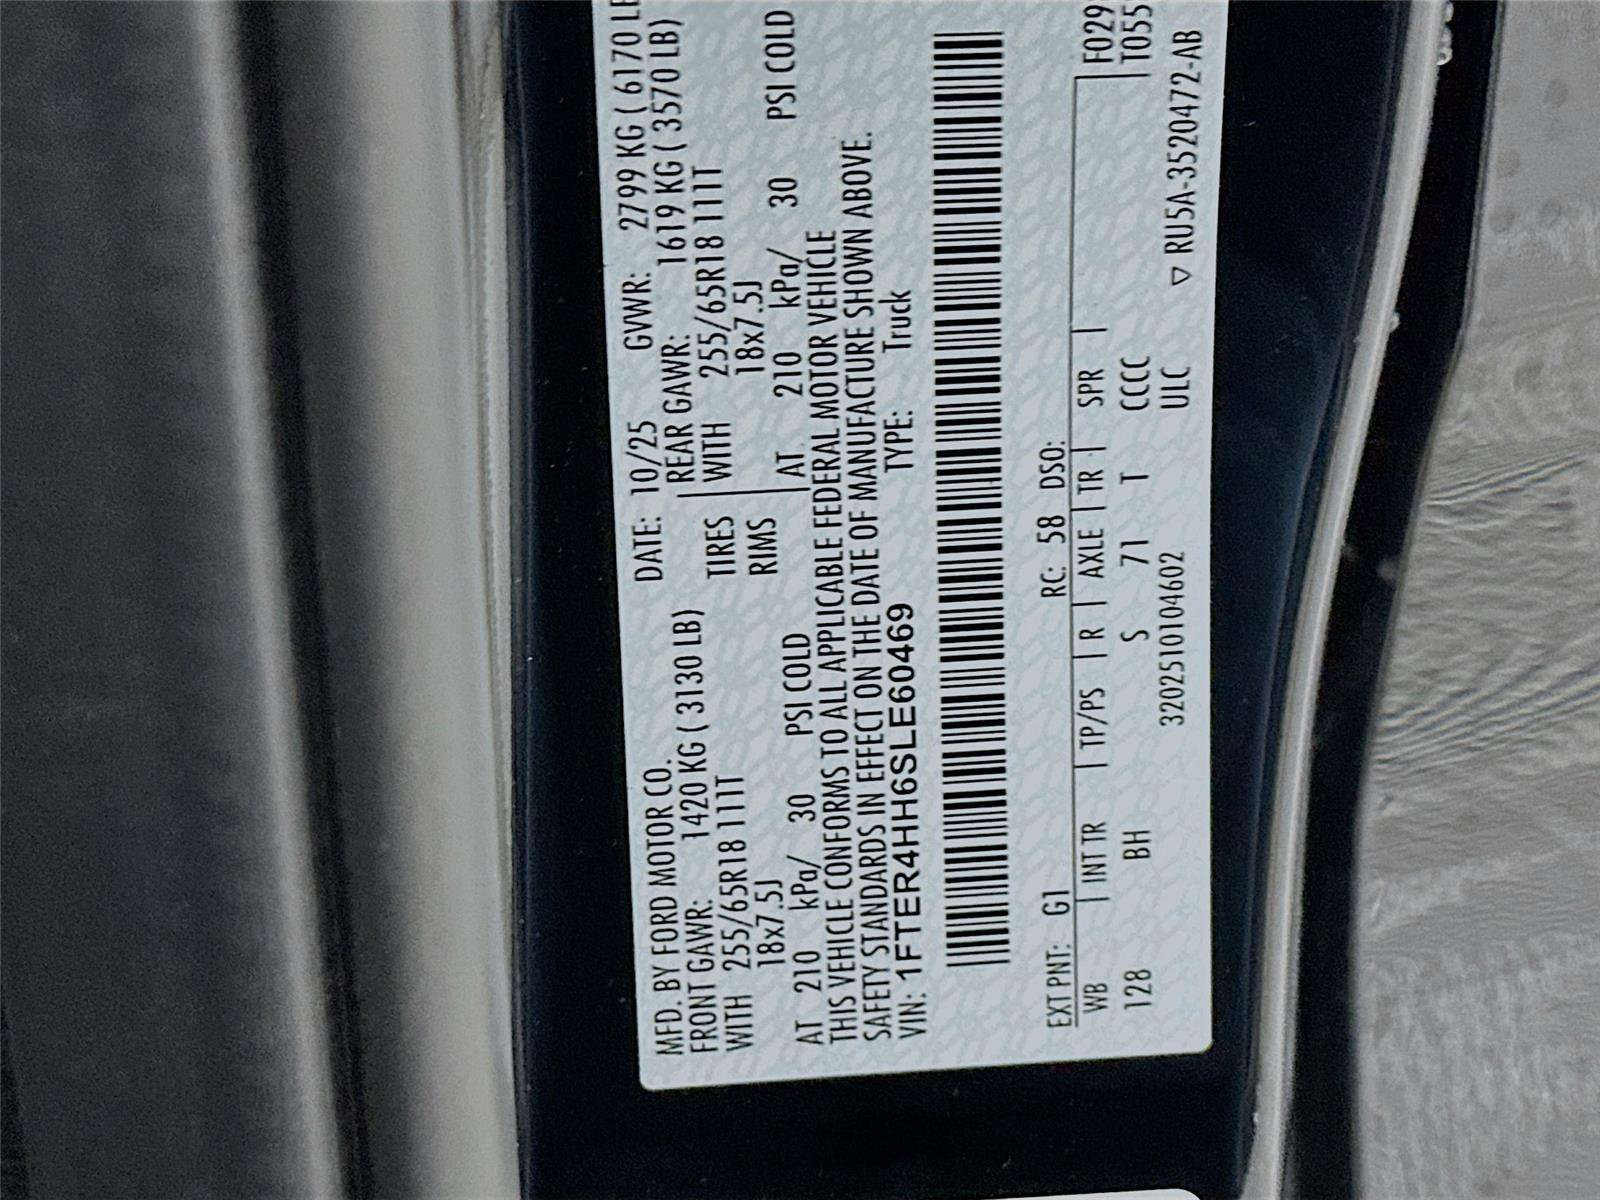 MFD. BY FORD MOTOR CO. DATE: 10/25 GVWR: 2799 KG ( 6170 
FRONT GAWR: 1420 KG ( 3130 LB) REAR GAWR: 1619 KG ( 3570 LB)
WITH 255/65R18 111T TIRES WITH 255/65R18 111T
18x7.5J RIMS 18x7.5J
AT 210 kPa/ 30 PSI COLD AT 210 kPa/ 30 PSI COLD
THIS VEHICLE CONFORMS TO ALL APPLICABLE FEDERAL MOTOR VEHICLE
SAFETY STANDARDS IN EFFECT ON THE DATE OF MANUFACTURE SHOWN ABOVE.
VIN: 1FTER4HH6SLE60469 TYPE: Truck
EXT PNT: G1 RC: 58 DSO: F029
WB | INT TR | TP/PS | R | AXLE | TR | SPR | T055
128 BH S 71 T CCCC
3202510104602 ULC ▽ RU5A-3520472-AB